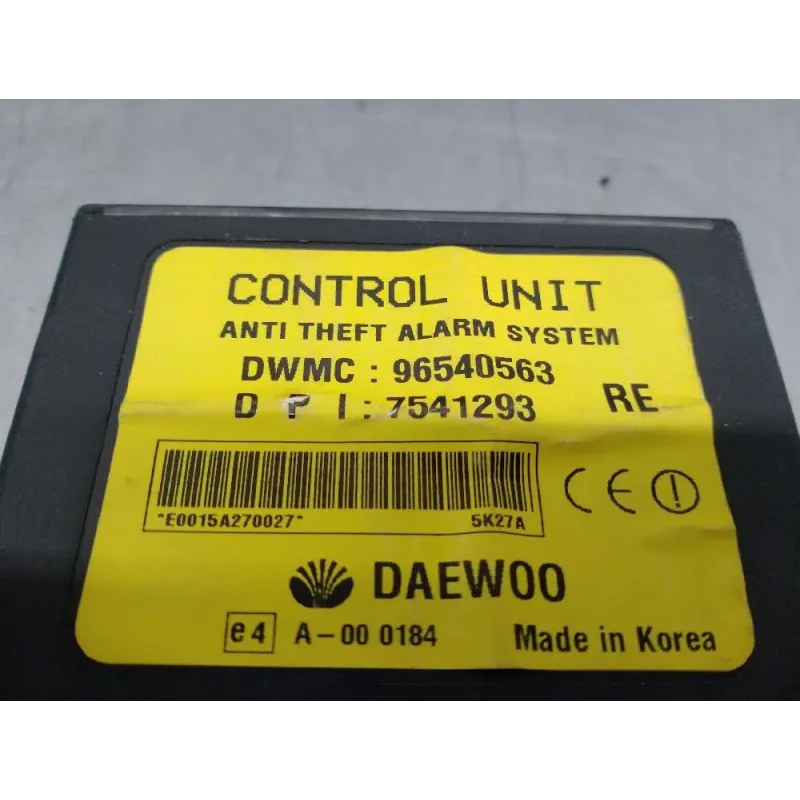 CONTROL UNIT
ANTI THEFT ALARM SYSTEM
DWMC : 96540563
D P I : 7541293 RE
*E0015A270027* 5K27A
CE
DAEWOO
e4 A-00 0184 Made in Korea